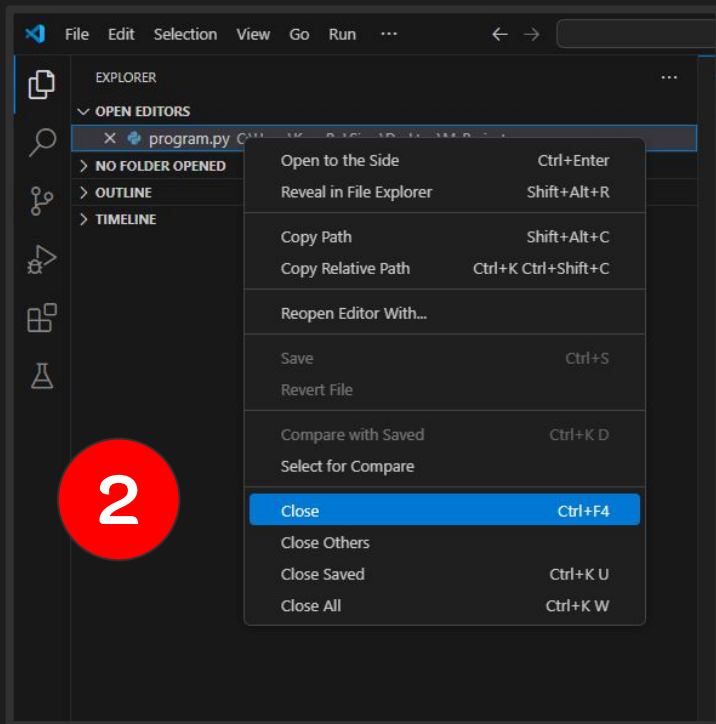 File Edit Selection View Go Run ...
EXPLORER ...
OPEN EDITORS
program.py
NO FOLDER OPENED
OUTLINE
TIMELINE
Open to the Side Ctrl+Enter
Reveal in File Explorer Shift+Alt+R
Copy Path Shift+Alt+C
Copy Relative Path Ctrl+K Ctrl+Shift+C
Reopen Editor With...
Save Ctrl+S
Revert File
Compare with Saved Ctrl+K D
Select for Compare
Close Ctrl+F4
Close Others
Close Saved Ctrl+K U
Close All Ctrl+K W
2